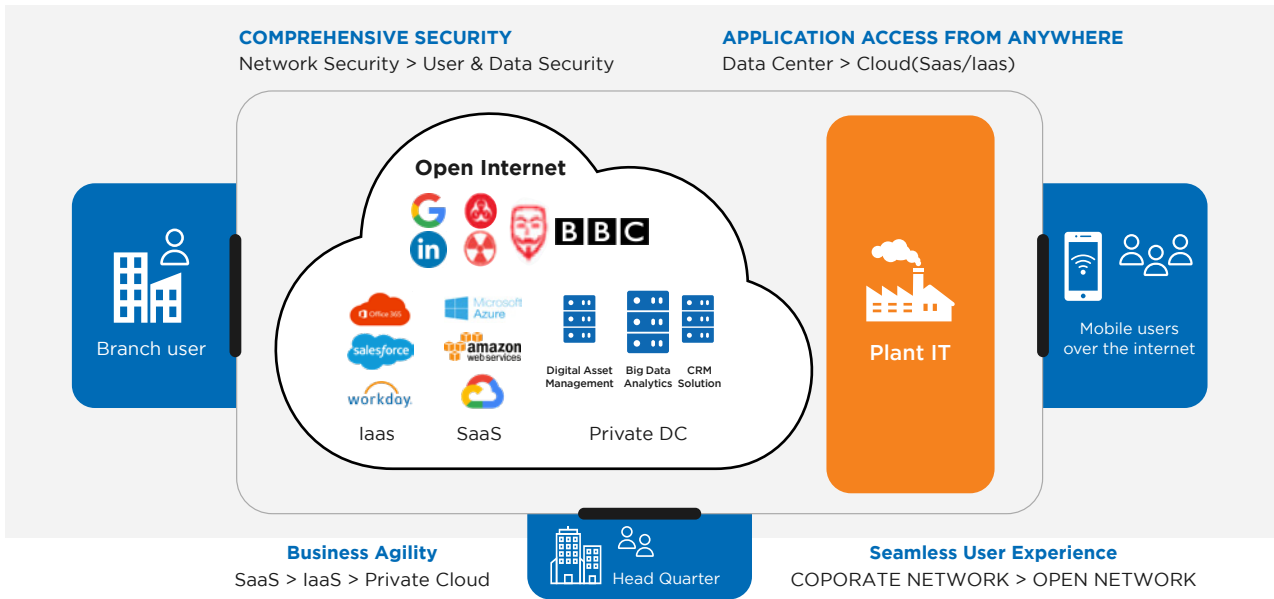 COMPREHENSIVE SECURITY
Network Security > User & Data Security
APPLICATION ACCESS FROM ANYWHERE
Data Center > Cloud(Saas/Iaas)
Open Internet
G
in
BBC
Office 365
Microsoft
Azure
salesforce
amazon
webservices
workday.
Digital Asset
Management
Big Data
Analytics
CRM
Solution
Iaas
SaaS
Private DC
Branch user
Plant IT
Mobile users
over the internet
Head Quarter
Business Agility
SaaS > IaaS > Private Cloud
Seamless User Experience
COPORATE NETWORK > OPEN NETWORK